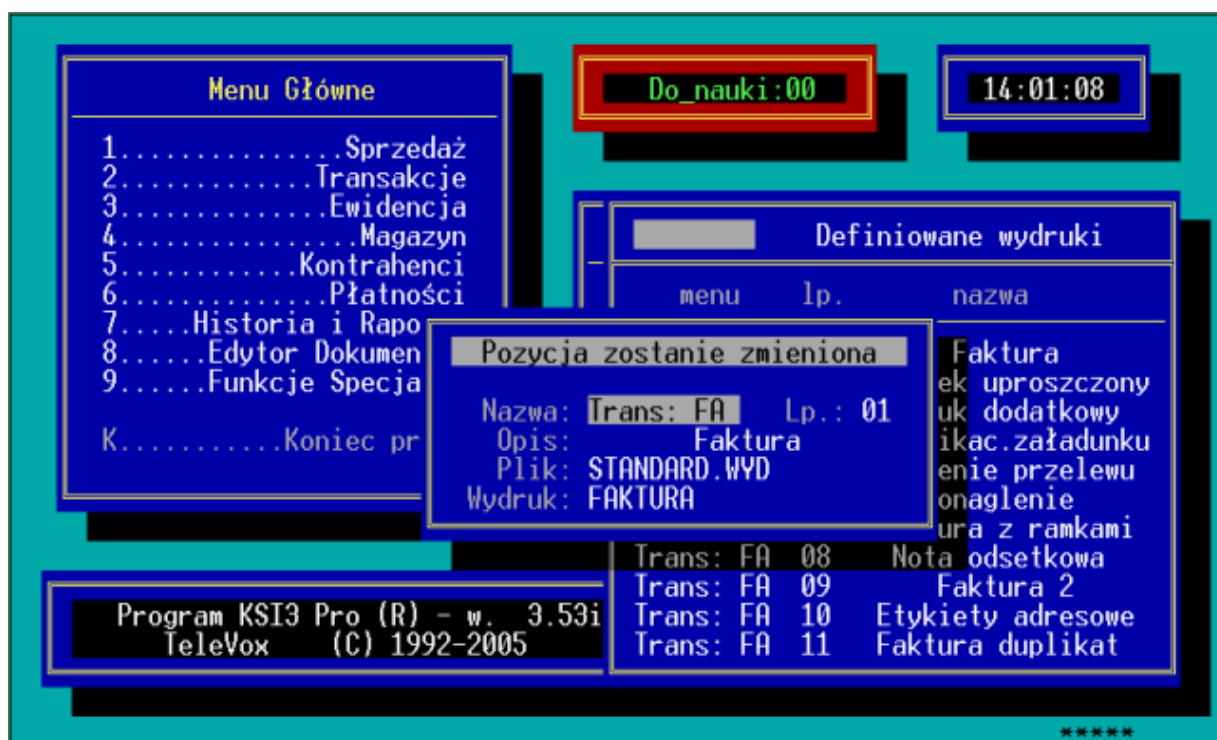 Menu Główne
1...............Sprzedaż
2.............Transakcje
3..............Ewidencja
4................Magazyn
5............Kontrahenci
6..............Płatności
7.....Historia i Rapo
8......Edytor Dokumen
9......Funkcje Specja
K...........Koniec pr
Do_nauki:00
14:01:08
Definiowane wydruki
menu lp. nazwa
Faktura
ek uproszczony
uk dodatkowy
ikac.załadunku
enie przelewu
onaglenie
ura z ramkami
Trans: FA 08 Nota odsetkowa
Trans: FA 09 Faktura 2
Trans: FA 10 Etykiety adresowe
Trans: FA 11 Faktura duplikat
Pozycja zostanie zmieniona
Nazwa: Trans: FA Lp.: 01
Opis: Faktura
Plik: STANDARD.WYD
Wydruk: FAKTURA
Program KSI3 Pro (R) - w. 3.53i
TeleVox (C) 1992-2005
*****